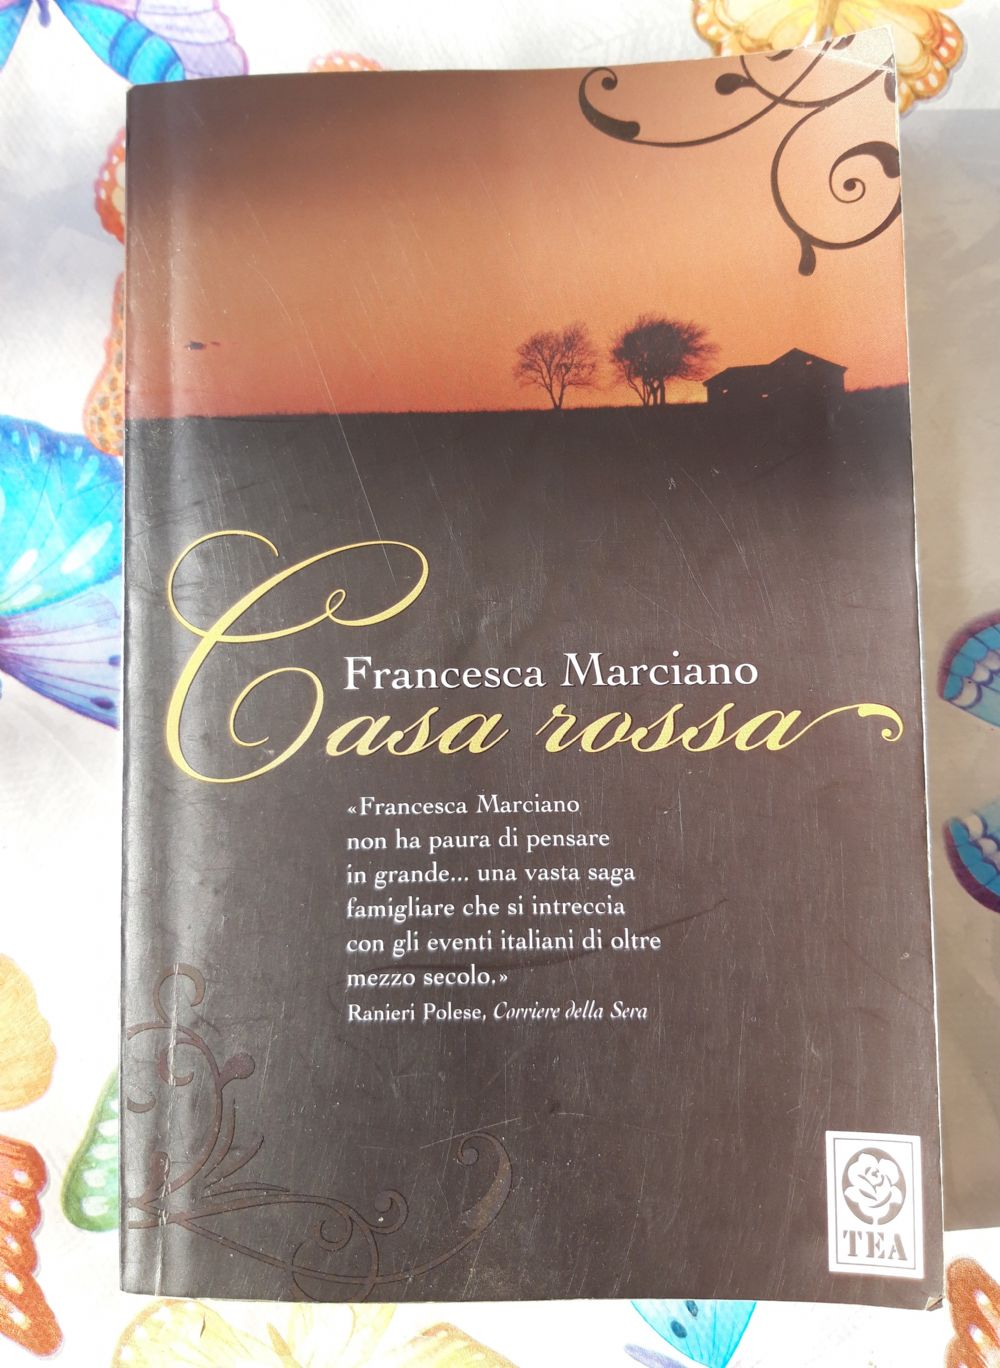 Francesca Marciano
Casa rossa
«Francesca Marciano
non ha paura di pensare
in grande... una vasta saga
famigliare che si intreccia
con gli eventi italiani di oltre
mezzo secolo.»
Ranieri Polese, Corriere della Sera
TEA